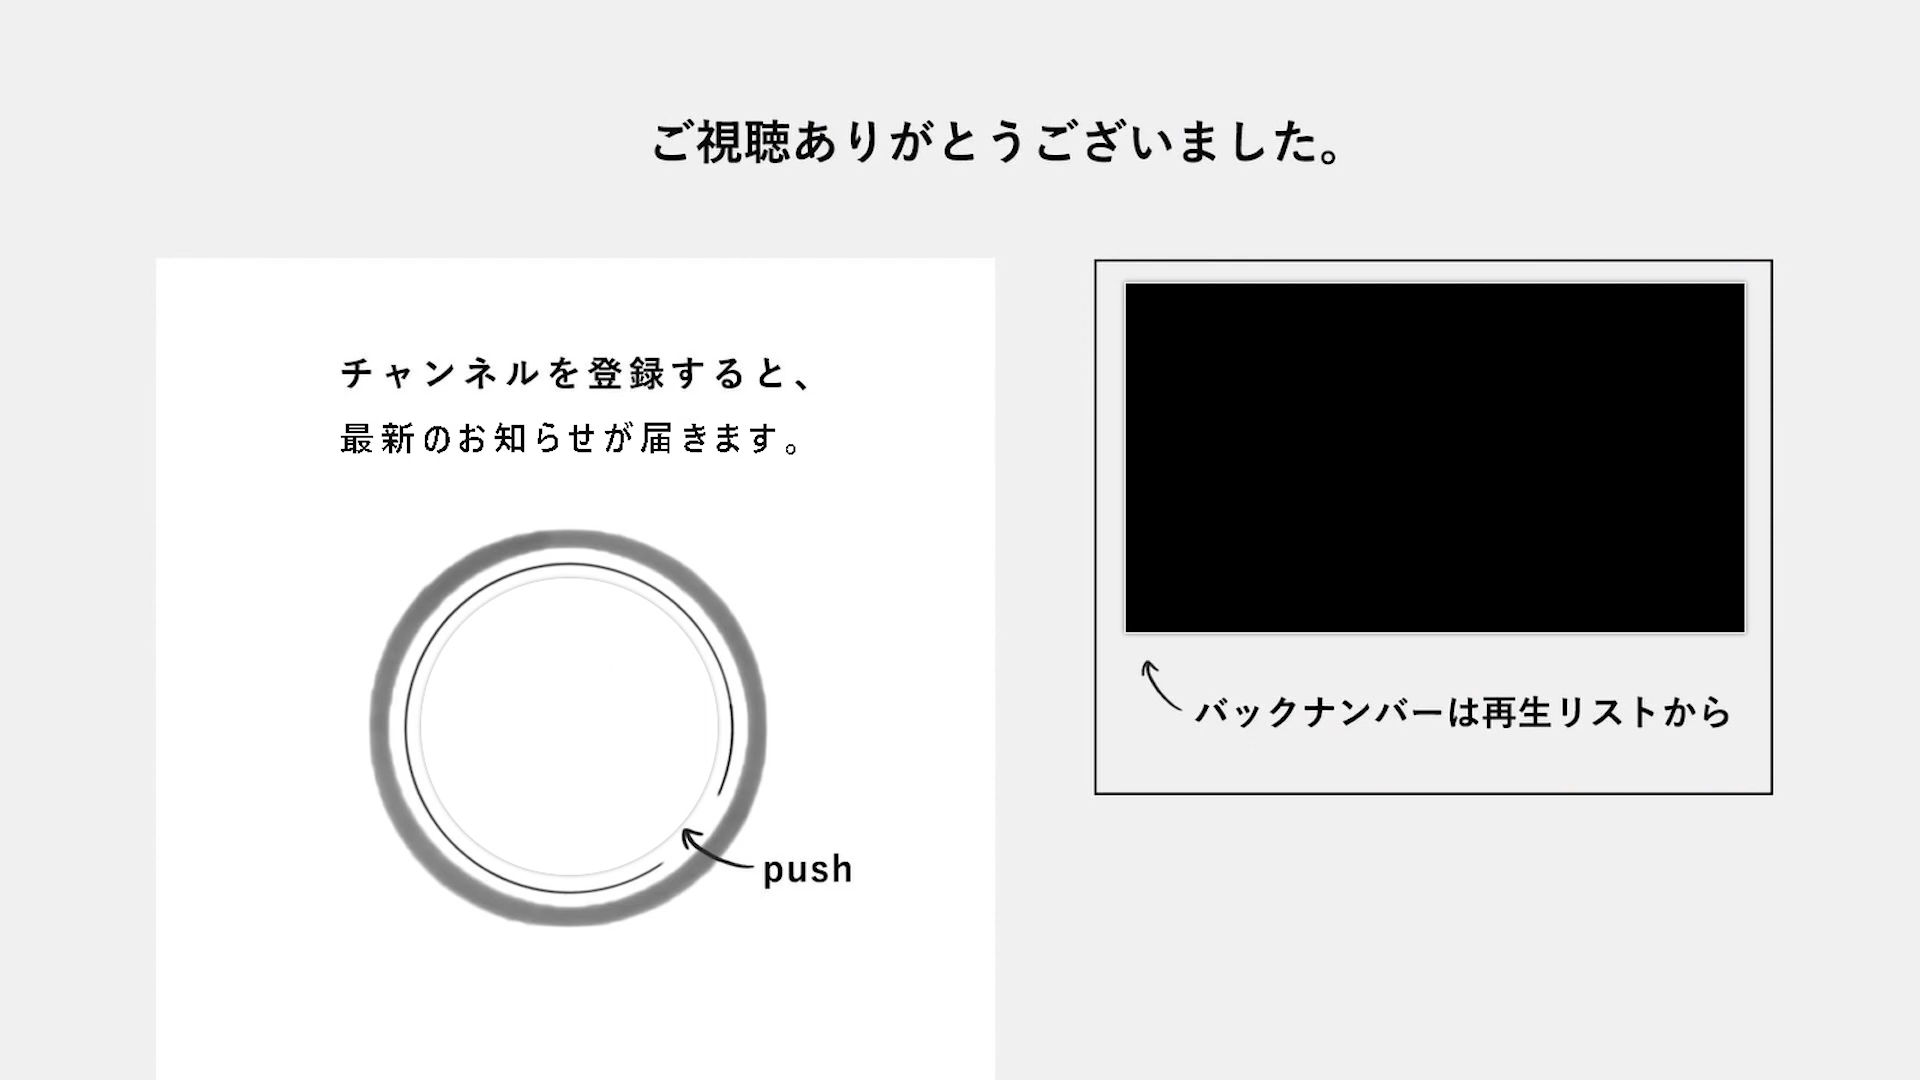 ご視聴ありがとうございました。
チャンネルを登録すると、
最新のお知らせが届きます。
push
バックナンバーは再生リストから